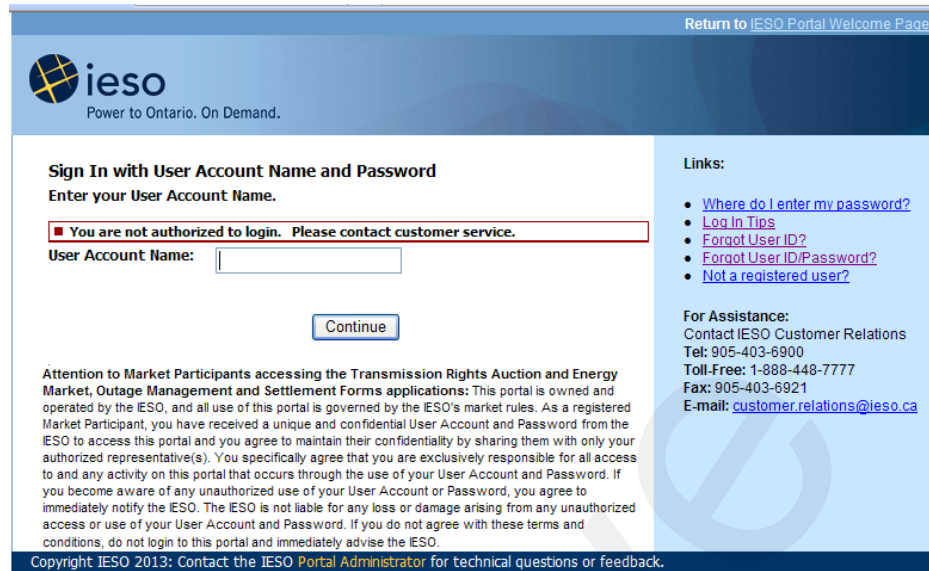 Return to IESO Portal Welcome Page
ieso
Power to Ontario. On Demand.
Sign In with User Account Name and Password
Enter your User Account Name.
You are not authorized to login. Please contact customer service.
User Account Name:
Continue
Attention to Market Participants accessing the Transmission Rights Auction and Energy
Market, Outage Management and Settlement Forms applications: This portal is owned and
operated by the IESO, and all use of this portal is governed by the IESO's market rules. As a registered
Market Participant, you have received a unique and confidential User Account and Password from the
IESO to access this portal and you agree to maintain their confidentiality by sharing them with only your
authorized representative(s). You specifically agree that you are exclusively responsible for all access
to and any activity on this portal that occurs through the use of your User Account and Password. If
you become aware of any unauthorized use of your User Account or Password, you agree to
immediately notify the IESO. The IESO is not liable for any loss or damage arising from any unauthorized
access or use of your User Account and Password. If you do not agree with these terms and
conditions, do not login to this portal and immediately advise the IESO.
Links:
Where do I enter my password?
Log In Tips
Forgot User ID?
Forgot User ID/Password?
Not a registered user?
For Assistance:
Contact IESO Customer Relations
Tel: 905-403-6900
Toll-Free: 1-888-448-7777
Fax: 905-403-6921
E-mail: customer.relations@ieso.ca
Copyright IESO 2013: Contact the IESO Portal Administrator for technical questions or feedback.